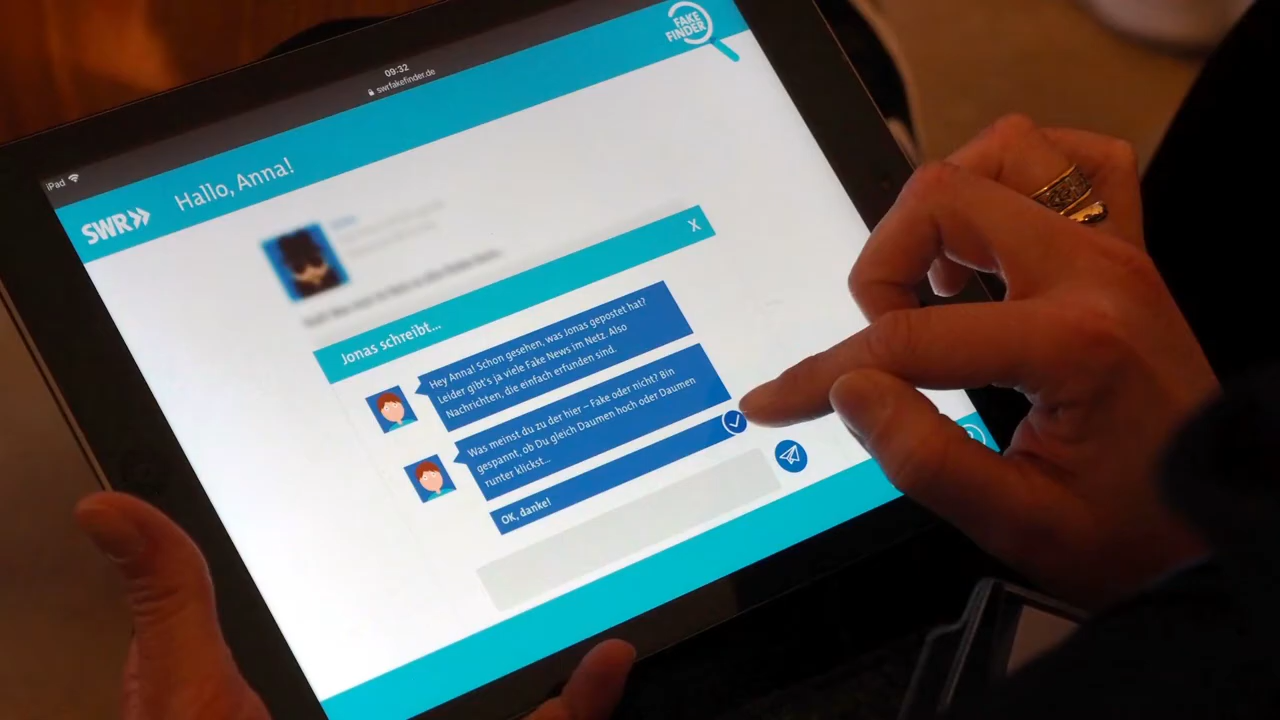 iPad
09:32
swrfakefinder.de
FAKE
FINDER
SWR
Hallo, Anna!
X
Jonas schreibt...
Hey Anna! Schon gesehen, was Jonas gepostet hat?
Leider gibt's ja viele Fake News im Netz. Also
Nachrichten, die einfach erfunden sind.
Was meinst du zu der hier – Fake oder nicht? Bin
gespannt, ob Du gleich Daumen hoch oder Daumen
runter klickst...
OK, danke!